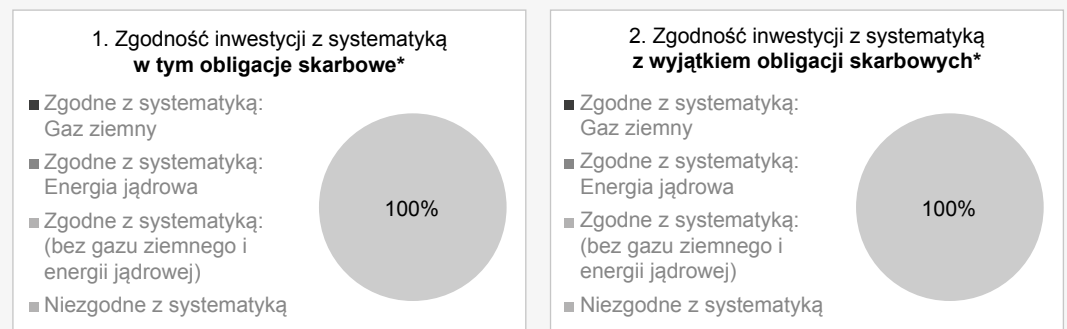 1. Zgodność inwestycji z systematyką
w tym obligacje skarbowe*
Zgodne z systematyką:
Gaz ziemny
Zgodne z systematyką:
Energia jądrowa
Zgodne z systematyką:
(bez gazu ziemnego i
energii jądrowej)
Niezgodne z systematyką
100%
2. Zgodność inwestycji z systematyką
z wyjątkiem obligacji skarbowych*
Zgodne z systematyką:
Gaz ziemny
Zgodne z systematyką:
Energia jądrowa
Zgodne z systematyką:
(bez gazu ziemnego i
energii jądrowej)
Niezgodne z systematyką
100%